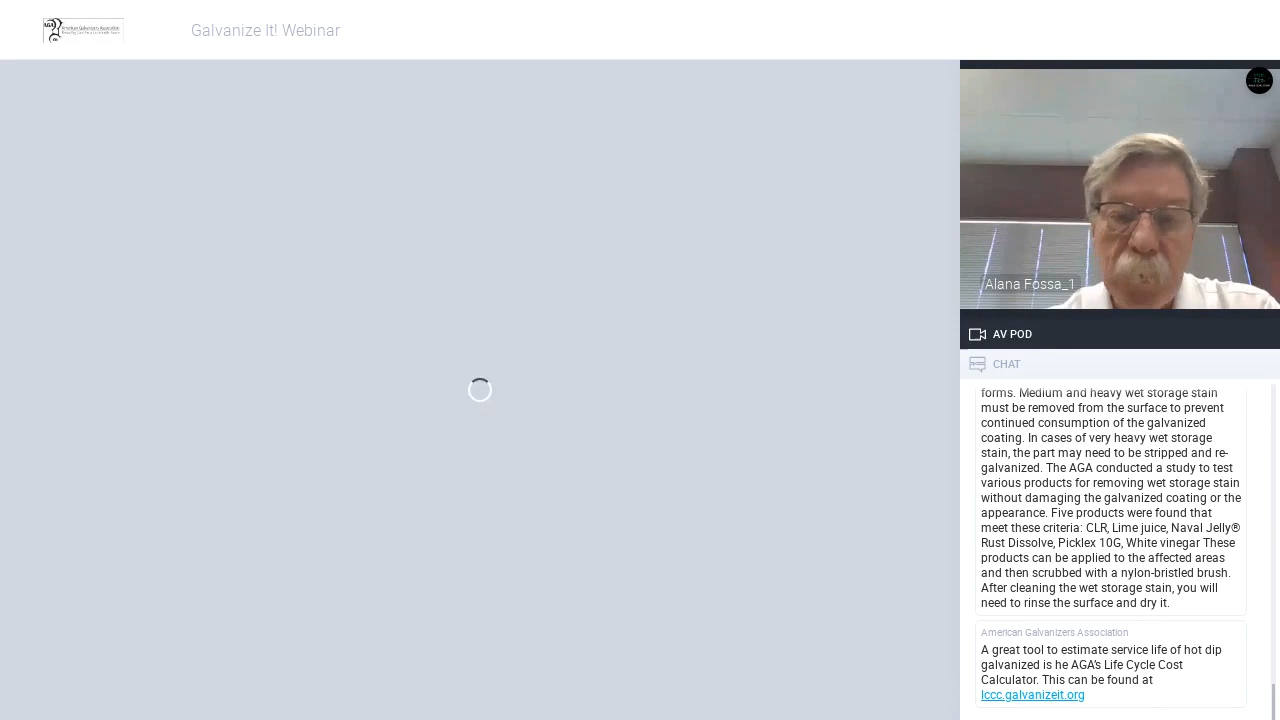 AGA
American Galvanizers Association
Galvanize It! Webinar
Alana Fossa_1
AV POD
CHAT
forms. Medium and heavy wet storage stain
must be removed from the surface to prevent
continued consumption of the galvanized
coating. In cases of very heavy wet storage
stain, the part may need to be stripped and re-
galvanized. The AGA conducted a study to test
various products for removing wet storage stain
without damaging the galvanized coating or the
appearance. Five products were found that
meet these criteria: CLR, Lime juice, Naval Jelly®
Rust Dissolve, Picklex 10G, White vinegar These
products can be applied to the affected areas
and then scrubbed with a nylon-bristled brush.
After cleaning the wet storage stain, you will
need to rinse the surface and dry it.
American Galvanizers Association
A great tool to estimate service life of hot dip
galvanized is he AGA's Life Cycle Cost
Calculator. This can be found at
lccc.galvanizeit.org